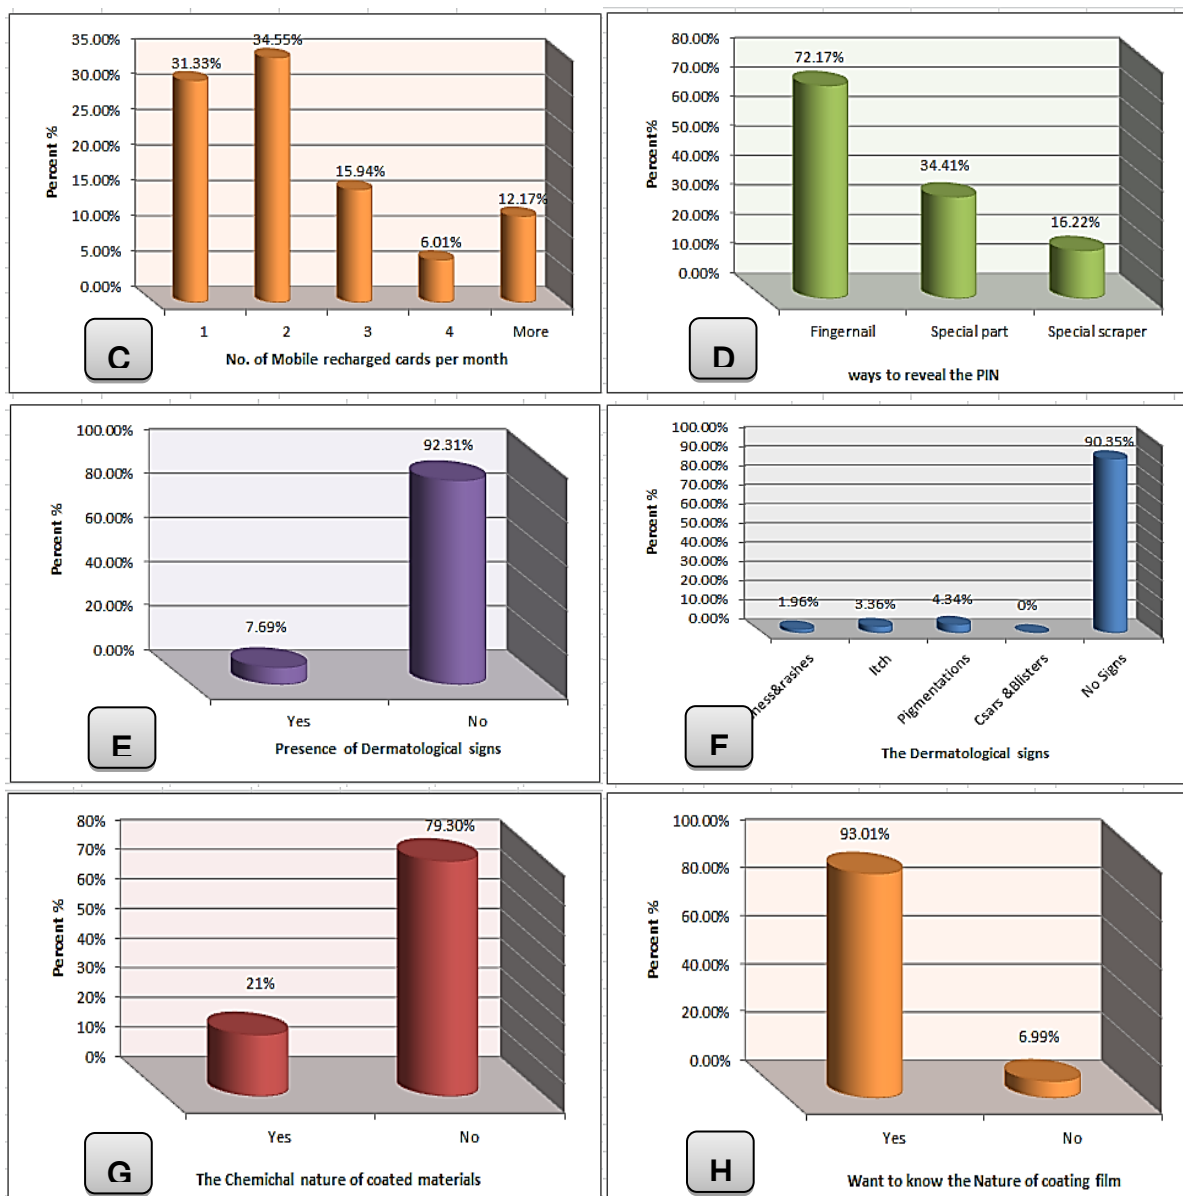 35.00%
30.00%
25.00%
20.00%
15.00%
10.00%
5.00%
0.00%
Percent %
31.33%
34.55%
15.94%
6.01%
12.17%
1 2 3 4 More
No. of Mobile recharged cards per month
C
80.00%
70.00%
60.00%
50.00%
40.00%
30.00%
20.00%
10.00%
0.00%
Percent%
72.17%
34.41%
16.22%
Fingernail Special part Special scraper
ways to reveal the PIN
D
100.00%
80.00%
60.00%
40.00%
20.00%
0.00%
Percent %
7.69%
92.31%
Yes No
Presence of Dermatological signs
E
100.00%
90.00%
80.00%
70.00%
60.00%
50.00%
40.00%
30.00%
20.00%
10.00%
0.00%
Percent %
1.96%
3.36%
4.34%
0%
90.35%
ness&rashes
Itch
Pigmentations
Csars &Blisters
No Signs
The Dermatological signs
F
80%
70%
60%
50%
40%
30%
20%
10%
0%
Percent %
21%
79.30%
Yes No
The Chemichal nature of coated materials
G
100.00%
80.00%
60.00%
40.00%
20.00%
0.00%
Percent %
93.01%
6.99%
Yes No
Want to know the Nature of coating film
H